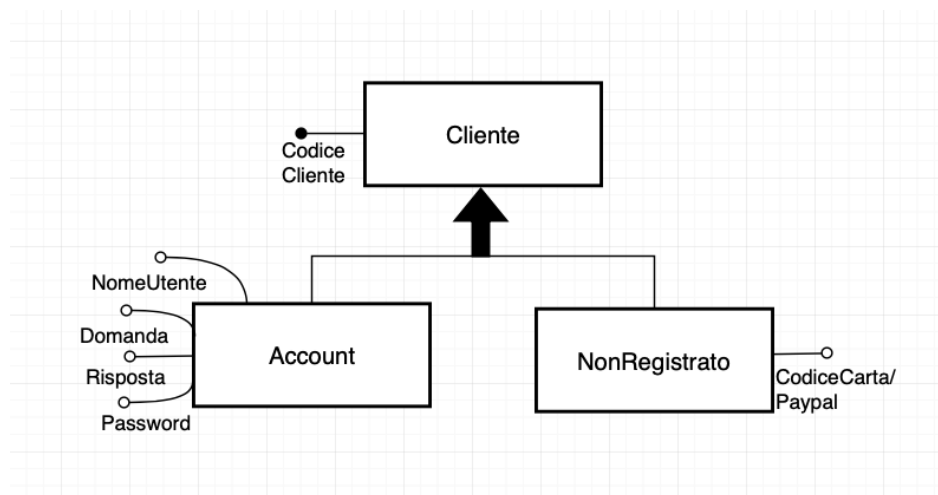 Cliente
Codice
Cliente
NomeUtente
Domanda
Risposta
Password
Account
NonRegistrato
CodiceCarta/
Paypal